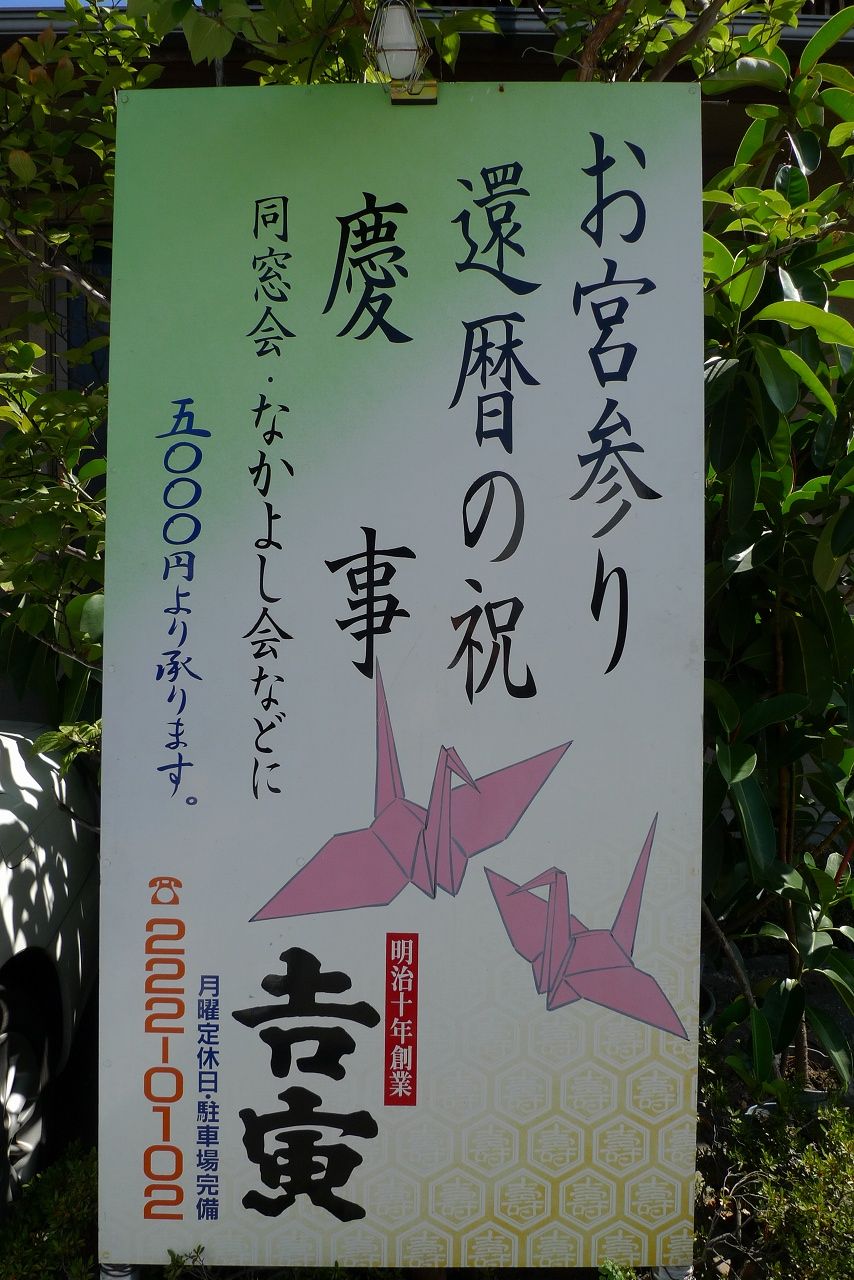 お宮参り
還暦の祝
慶事
同窓会・なかよし会などに
五〇〇〇円より承ります。
明治十年創業
吉寅
月曜定休日・駐車場完備
☎222-0102